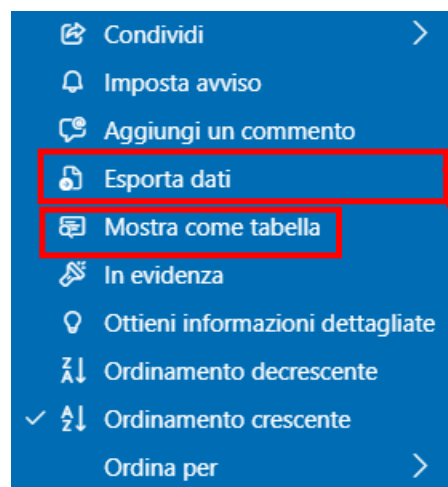 Condividi
Imposta avviso
Aggiungi un commento
Esporta dati
Mostra come tabella
In evidenza
Ottieni informazioni dettagliate
Ordinamento decrescente
Ordinamento crescente
Ordina per